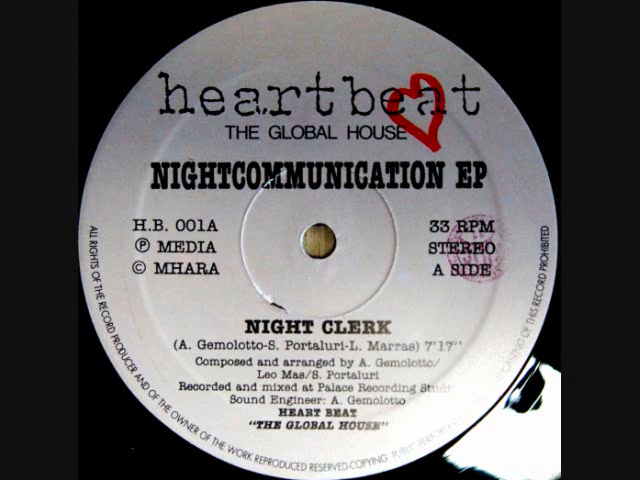 heartbeat
THE GLOBAL HOUSE
NIGHTCOMMUNICATION EP
H.B. 001A
Ⓟ MEDIA
© MHARA
33 RPM
STEREO
A SIDE
NIGHT CLERK
(A. Gemolotto-S. Portaluri-L. Marras) 7'17"
Composed and arranged by A. Gemolotto/
Leo Mas/S. Portaluri
Recorded and mixed at Palace Recording
Sound Engineer: A. Gemolotto
HEART BEAT
"THE GLOBAL HOUSE"
ALL RIGHTS OF THE RECORD PRODUCER AND OF THE OWNER OF THE WORK REPRODUCED RESERVED-COPYING, PUBLIC OF THIS RECORD PROHIBITED